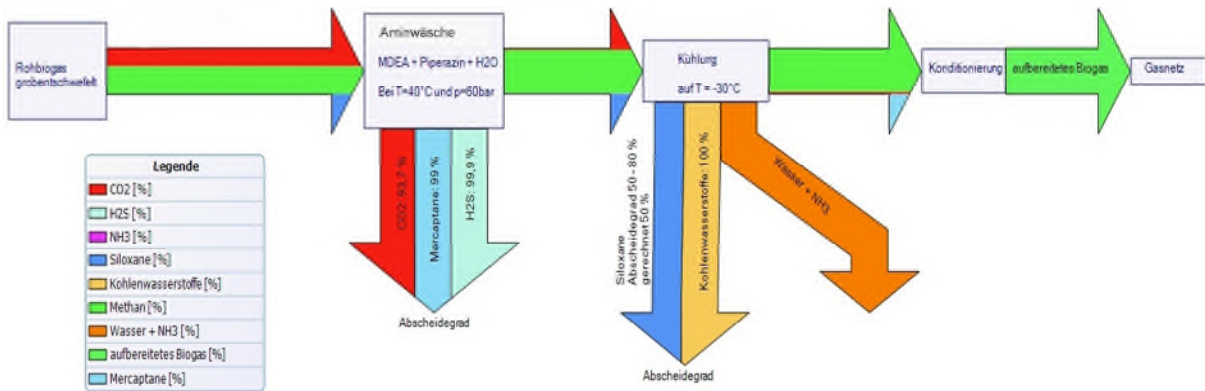 Rohbiogas
grobentschwefelt
Aminwäsche
MDEA + Piperazin + H2O
Bei T=40°C und p=60bar
Kühlung
auf T = -30°C
Konditionierung
aufbereitetes Biogas
Gasnetz
CO2: 93,7 %
Mercaptane: 99 %
H2S: 99,9 %
Abscheidegrad
Siloxane
Abscheidegrad 50 - 80 %
gerechnet 50 %
Kohlenwasserstoffe: 100 %
Wasser + NH3
Abscheidegrad
Legende
CO2 [%]
H2S [%]
NH3 [%]
Siloxane [%]
Kohlenwasserstoffe [%]
Methan [%]
Wasser + NH3 [%]
aufbereitetes Biogas [%]
Mercaptane [%]